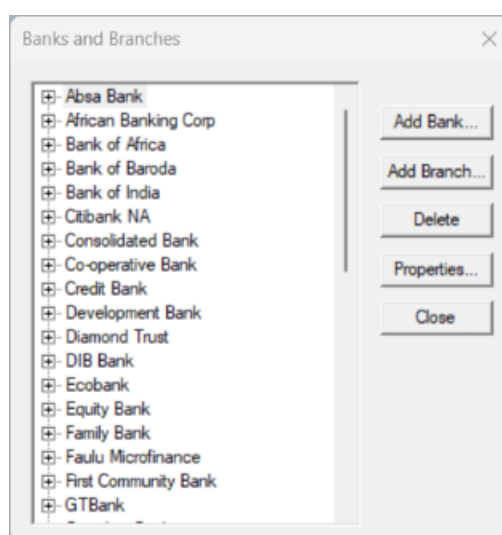 Banks and Branches
Absa Bank
African Banking Corp
Bank of Africa
Bank of Baroda
Bank of India
Citibank NA
Consolidated Bank
Co-operative Bank
Credit Bank
Development Bank
Diamond Trust
DIB Bank
Ecobank
Equity Bank
Family Bank
Faulu Microfinance
First Community Bank
GTBank
Add Bank...
Add Branch...
Delete
Properties...
Close